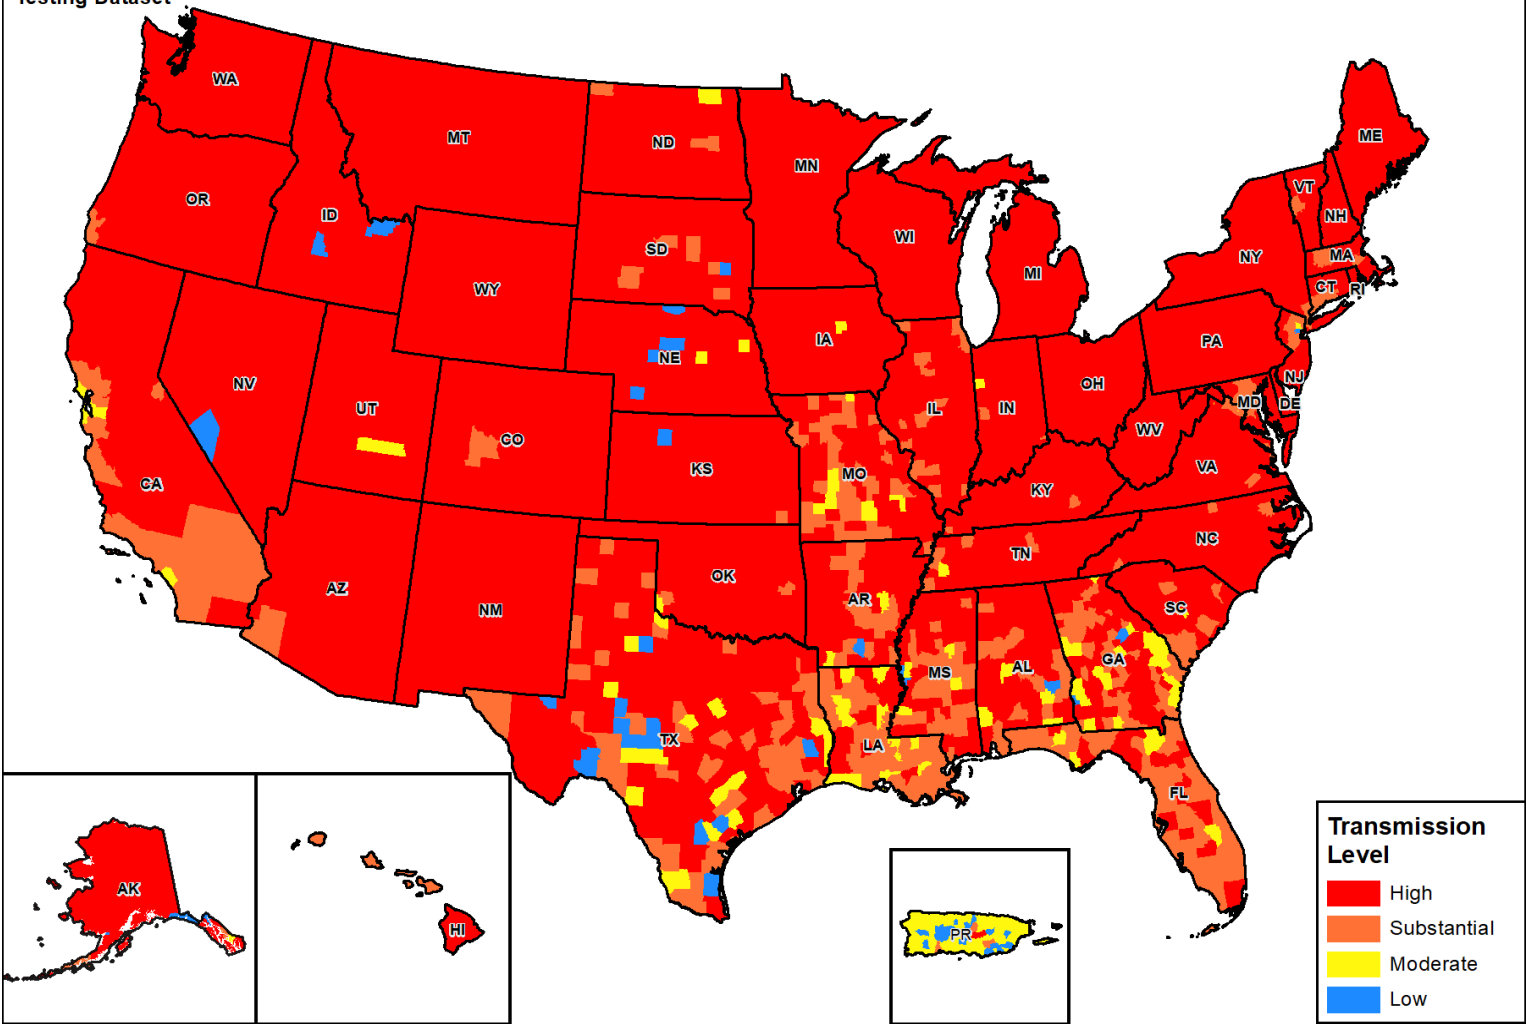 Testing Dataset
WA
MT
ND
MN
ME
OR
ID
SD
WI
MI
NY
VT
NH
MA
CT
RI
WY
IA
NE
PA
NV
UT
CO
IL
IN
OH
NJ
MD
DE
WV
VA
CA
KS
MO
KY
NC
TN
AZ
NM
OK
AR
SC
MS
AL
GA
TX
LA
FL
AK
HI
PR
Transmission
Level
High
Substantial
Moderate
Low